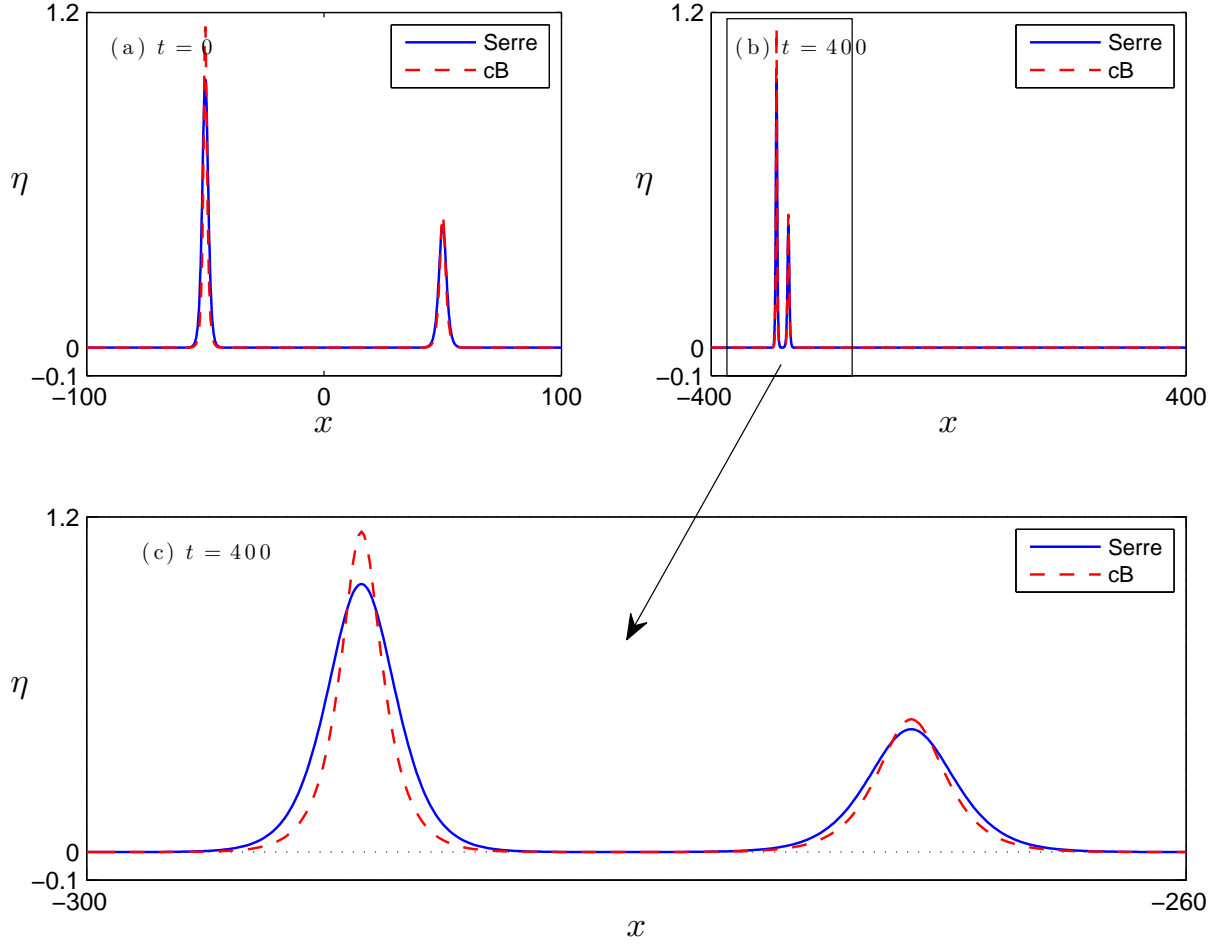 1.2
(a) t = 0
Serre
cB
η
0
−0.1
−100
0
100
x
1.2
(b) t = 400
Serre
cB
η
0
−0.1
−400
400
x
1.2
(c) t = 400
Serre
cB
η
0
−0.1
−300
−260
x